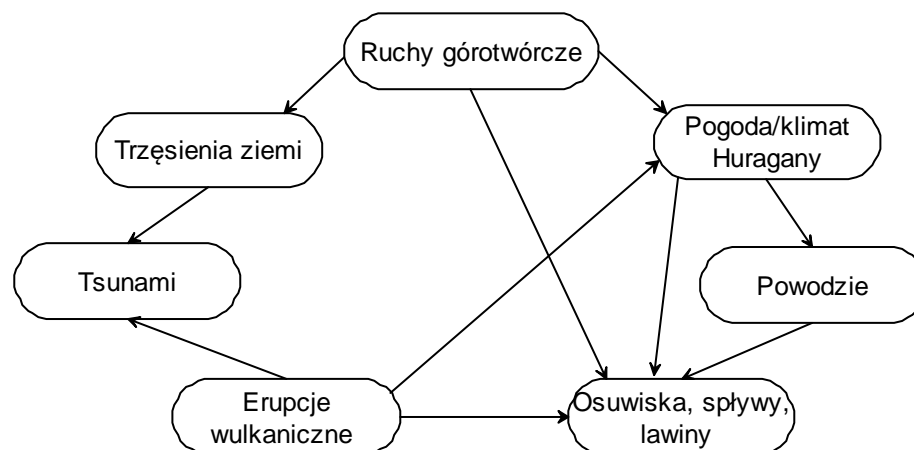 Ruchy górotwórcze
Trzęsienia ziemi
Pogoda/klimat
Huragany
Tsunami
Powodzie
Erupcje
wulkaniczne
Osuwiska, spływy,
lawiny